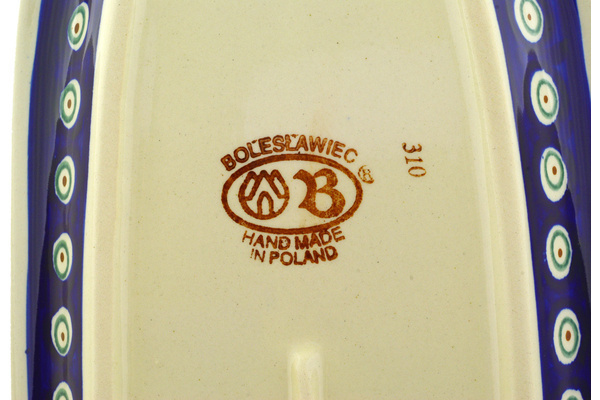 BOLESŁAWIEC ®
B
HAND MADE
IN POLAND
310